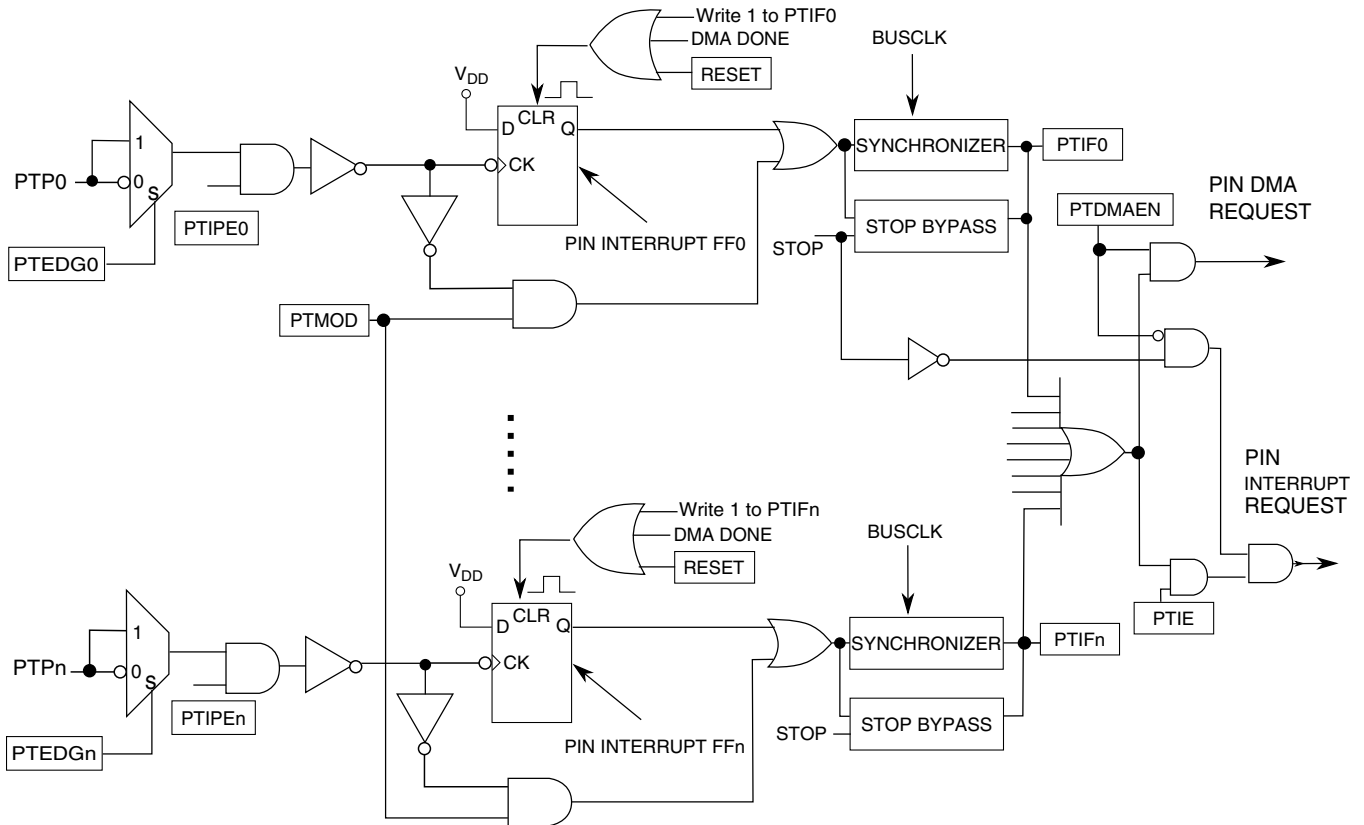 Write 1 to PTIF0
DMA DONE
RESET
BUSCLK
VDD
CLR
D
Q
CK
1
0
S
PTP0
PTIPE0
PTEDG0
PIN INTERRUPT FF0
SYNCHRONIZER
PTIF0
STOP BYPASS
STOP
PTDMAEN
PIN DMA
REQUEST
PTMOD
PIN
INTERRUPT
REQUEST
Write 1 to PTIFn
DMA DONE
RESET
BUSCLK
VDD
CLR
D
Q
CK
1
0
S
PTPn
PTIPEn
PTEDGn
PIN INTERRUPT FFn
SYNCHRONIZER
PTIFn
STOP BYPASS
STOP
PTIE